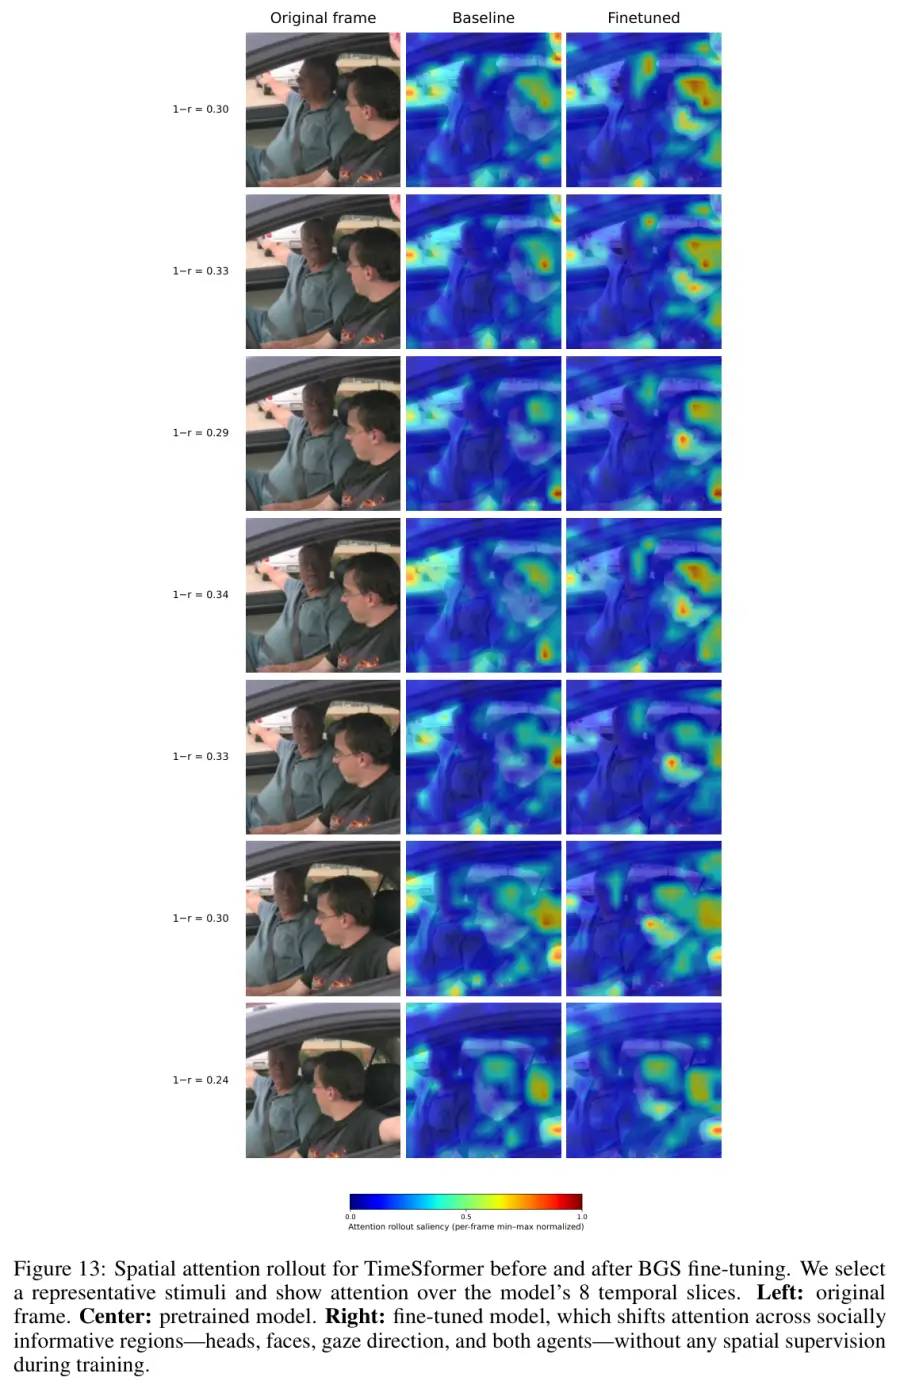 Original frame Baseline Finetuned
1−r = 0.30
1−r = 0.33
1−r = 0.29
1−r = 0.34
1−r = 0.33
1−r = 0.30
1−r = 0.24
0.0 0.5 1.0
Attention rollout saliency (per-frame min–max normalized)
Figure 13: Spatial attention rollout for TimeSformer before and after BGS fine-tuning. We select
a representative stimuli and show attention over the model’s 8 temporal slices. Left: original
frame. Center: pretrained model. Right: fine-tuned model, which shifts attention across socially
informative regions—heads, faces, gaze direction, and both agents—without any spatial supervision
during training.